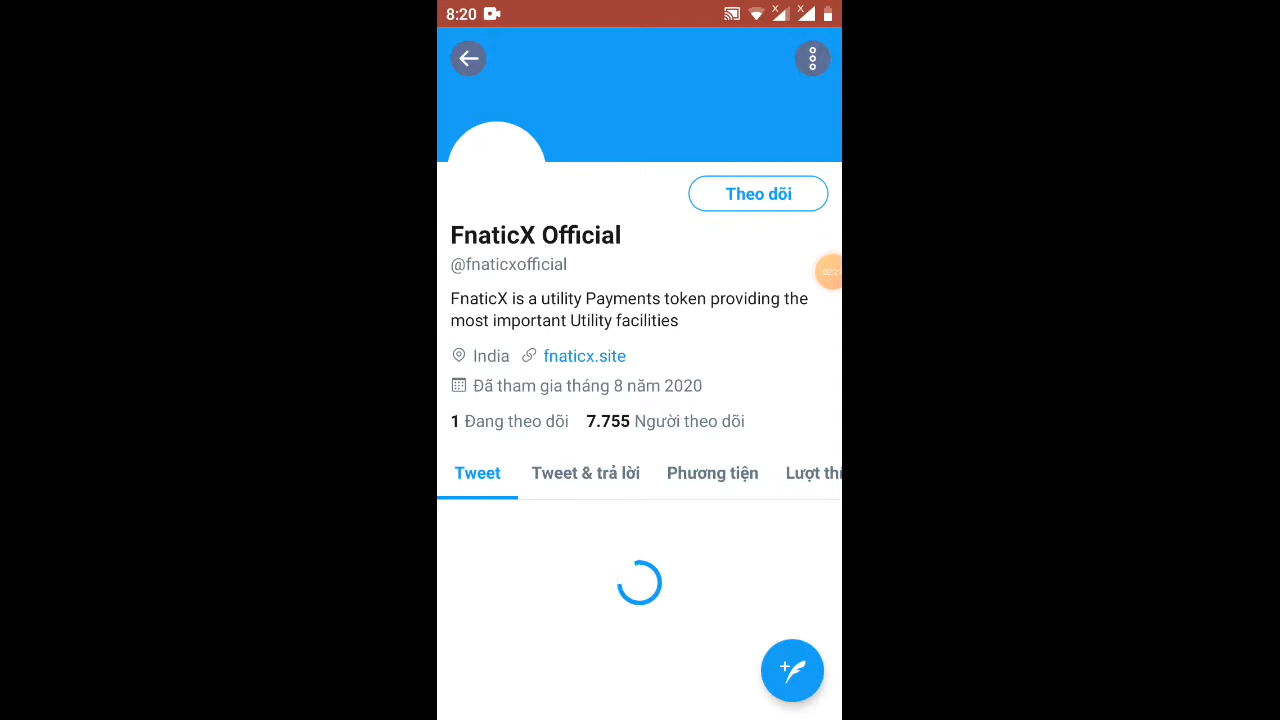 8:20
Theo dõi
FnaticX Official
@fnaticxofficial
FnaticX is a utility Payments token providing the
most important Utility facilities
India fnaticx.site
Đã tham gia tháng 8 năm 2020
1 Đang theo dõi 7.755 Người theo dõi
Tweet Tweet & trả lời Phương tiện Lượt thí